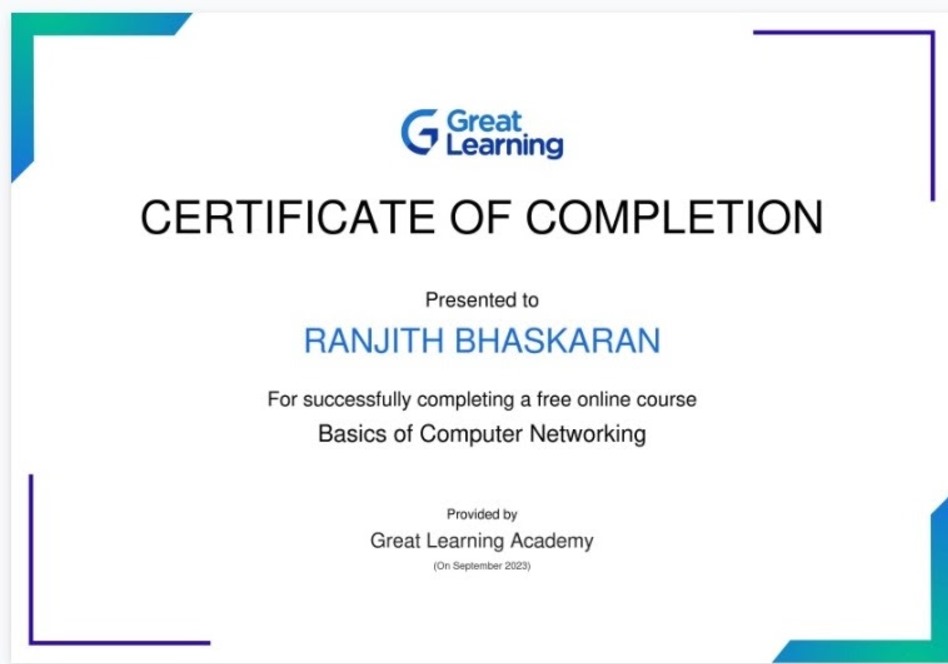 Great
Learning
CERTIFICATE OF COMPLETION
Presented to
RANJITH BHASKARAN
For successfully completing a free online course
Basics of Computer Networking
Provided by
Great Learning Academy
(On September 2023)